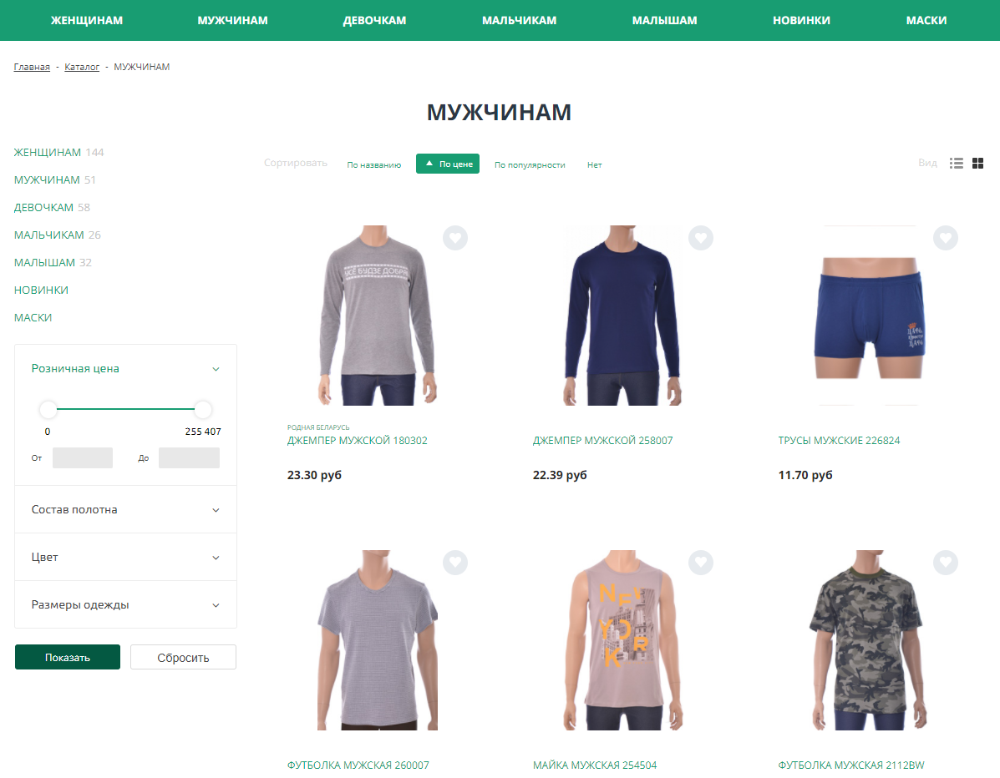 ЖЕНЩИНАМ МУЖЧИНАМ ДЕВОЧКАМ МАЛЬЧИКАМ МАЛЫШАМ НОВИНКИ МАСКИ
Главная - Каталог - МУЖЧИНАМ
МУЖЧИНАМ
ЖЕНЩИНАМ 144
МУЖЧИНАМ 51
ДЕВОЧКАМ 58
МАЛЬЧИКАМ 26
МАЛЫШАМ 32
НОВИНКИ
МАСКИ
Розничная цена
0 255 407
От До
Состав полотна
Цвет
Размеры одежды
Показать Сбросить
Сортировать По названию По цене По популярности Нет Вид
УСЁ БУДЗЕ ДОБРА
РОДНАЯ БЕЛАРУСЬ
ДЖЕМПЕР МУЖСКОЙ 180302
23.30 руб
ДЖЕМПЕР МУЖСКОЙ 258007
22.39 руб
ТРУСЫ МУЖСКИЕ 226824
11.70 руб
ФУТБОЛКА МУЖСКАЯ 260007
NEW
YORK
МАЙКА МУЖСКАЯ 254504
ФУТБОЛКА МУЖСКАЯ 2112BW